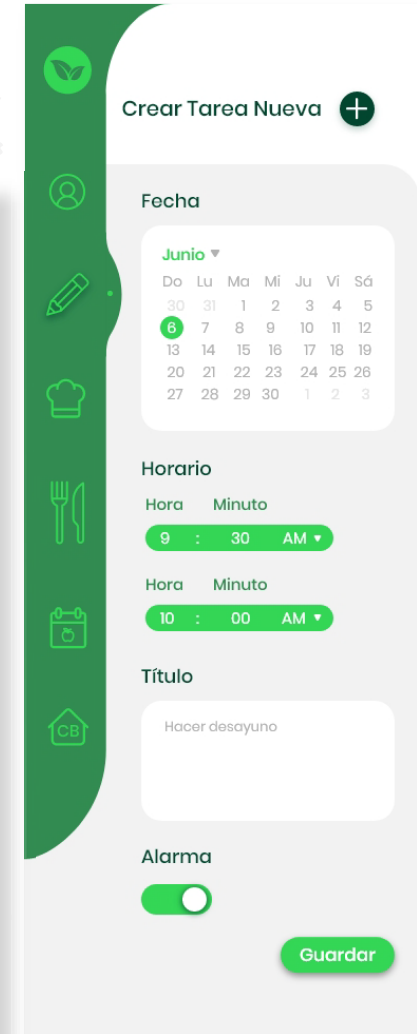 Crear Tarea Nueva
Fecha
Junio
Do Lu Ma Mi Ju Vi Sá
30 31 1 2 3 4 5
6 7 8 9 10 11 12
13 14 15 16 17 18 19
20 21 22 23 24 25 26
27 28 29 30 1 2 3
Horario
Hora Minuto
9 : 30 AM
Hora Minuto
10 : 00 AM
Título
Hacer desayuno
CB
Alarma
Guardar